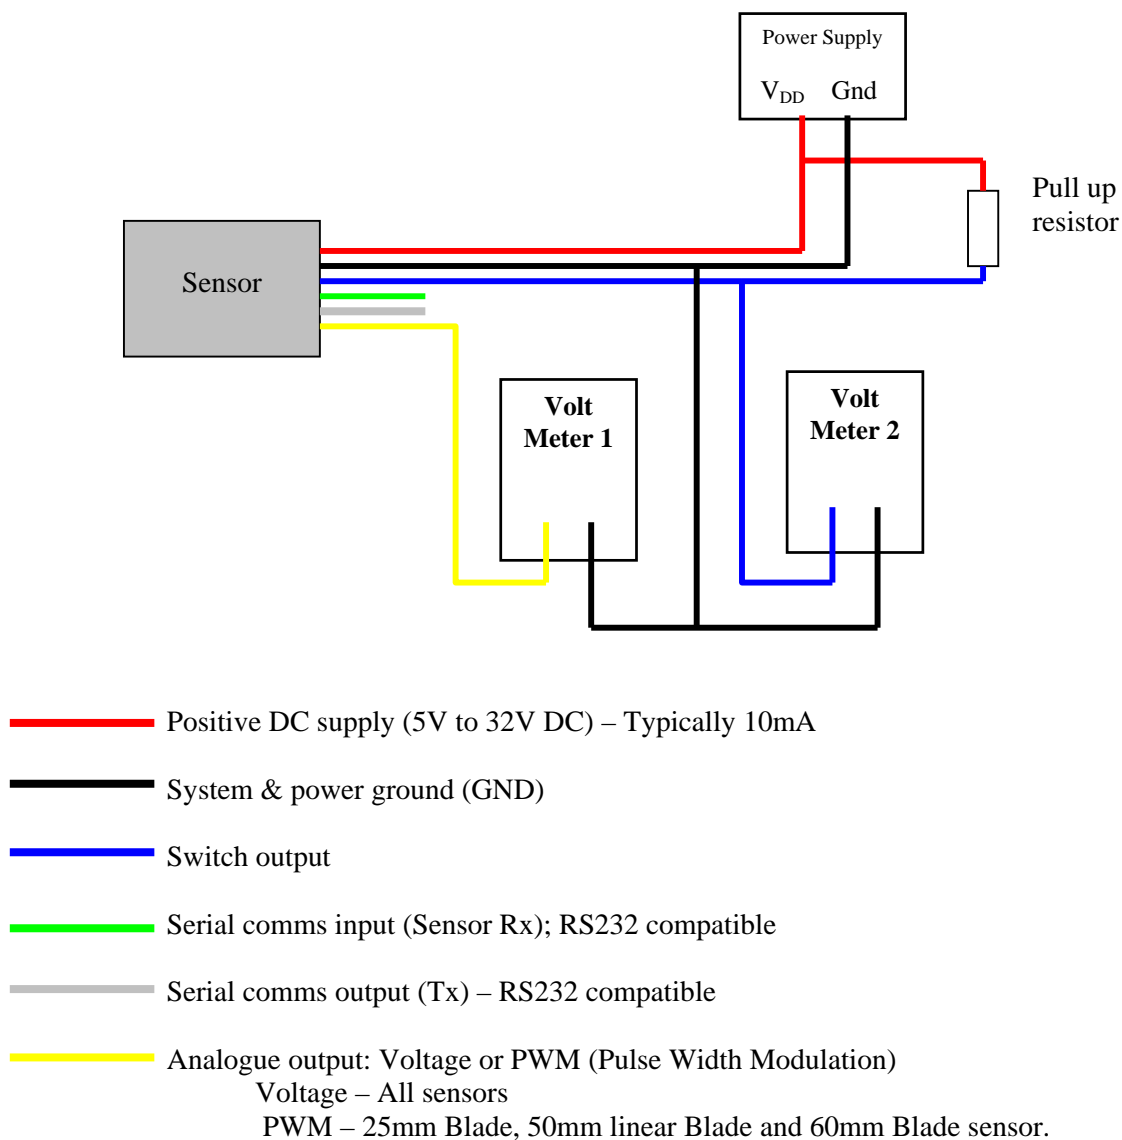 Power Supply
V_DD Gnd
Pull up
resistor
Sensor
Volt
Meter 1
Volt
Meter 2
Positive DC supply (5V to 32V DC) – Typically 10mA
System & power ground (GND)
Switch output
Serial comms input (Sensor Rx); RS232 compatible
Serial comms output (Tx) – RS232 compatible
Analogue output: Voltage or PWM (Pulse Width Modulation)
Voltage – All sensors
PWM – 25mm Blade, 50mm linear Blade and 60mm Blade sensor.